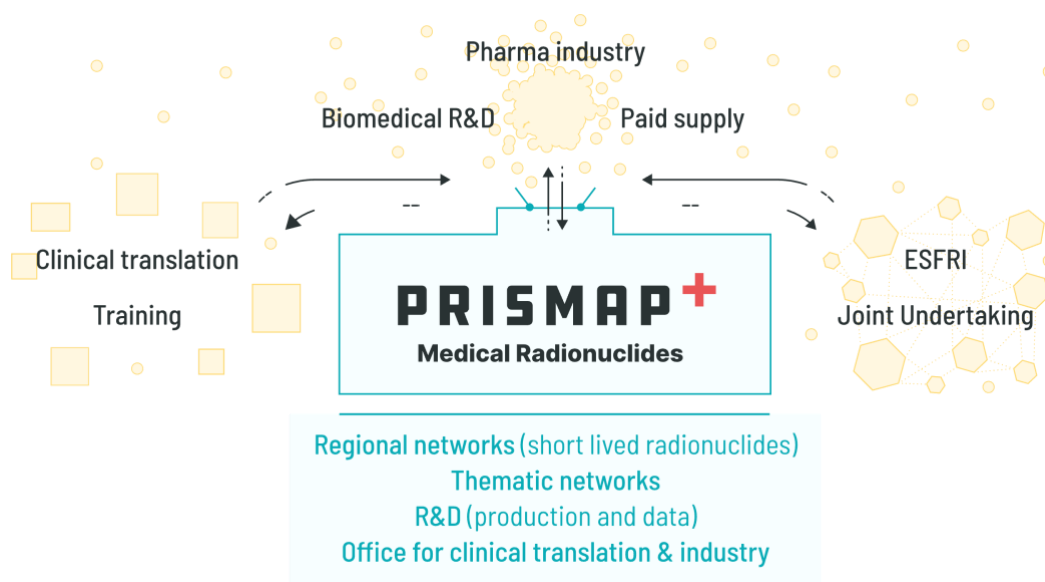 Pharma industry
Biomedical R&D
Paid supply
Clinical translation
Training
ESFRI
Joint Undertaking
PRISMAP+
Medical Radionuclides
Regional networks (short lived radionuclides)
Thematic networks
R&D (production and data)
Office for clinical translation & industry